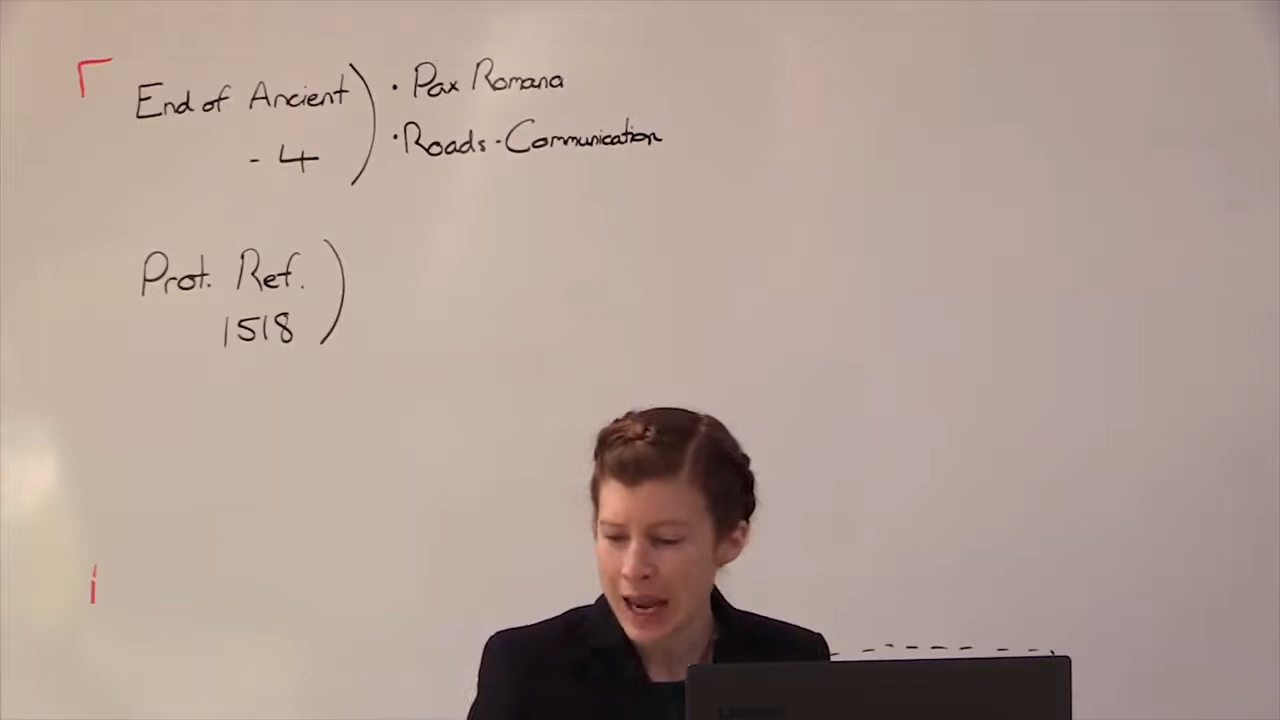 End of Ancient
- 4
• Pax Romana
• Roads - Communication
Prot. Ref.
1518